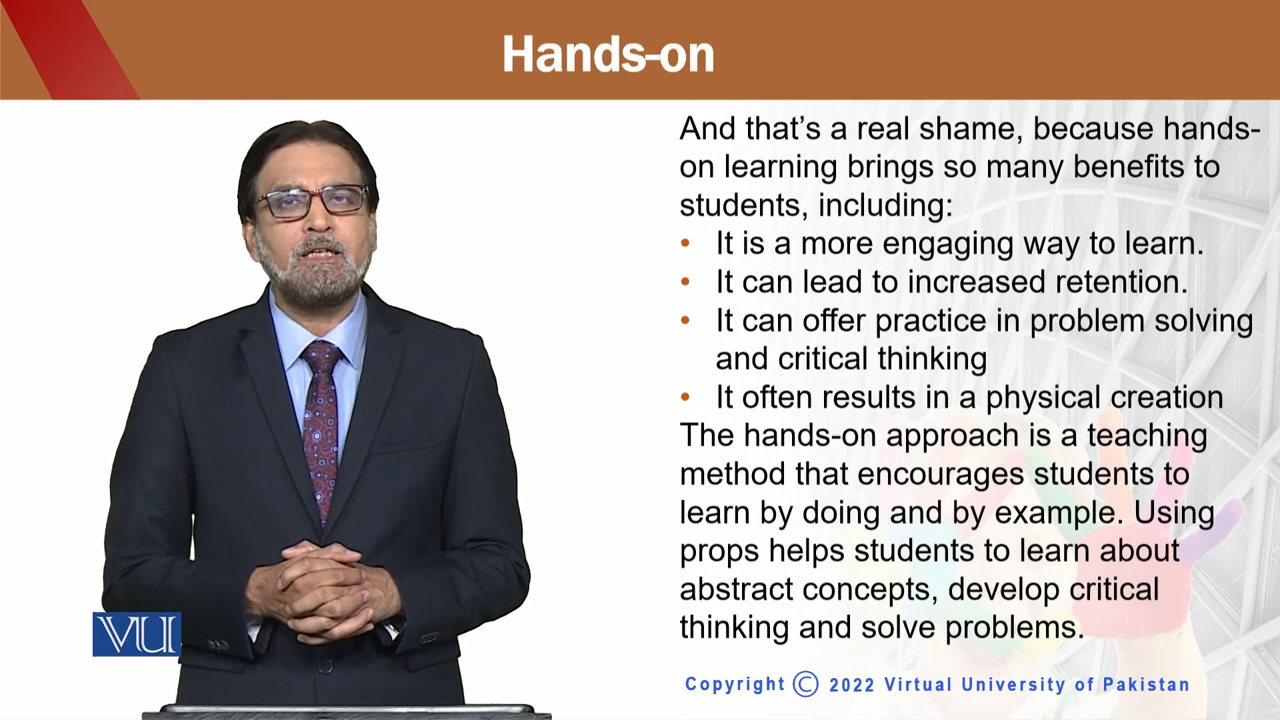 Hands-on
And that’s a real shame, because hands-
on learning brings so many benefits to
students, including:
• It is a more engaging way to learn.
• It can lead to increased retention.
• It can offer practice in problem solving
and critical thinking
• It often results in a physical creation
The hands-on approach is a teaching
method that encourages students to
learn by doing and by example. Using
props helps students to learn about
abstract concepts, develop critical
thinking and solve problems.
VU
Copyright © 2022 Virtual University of Pakistan